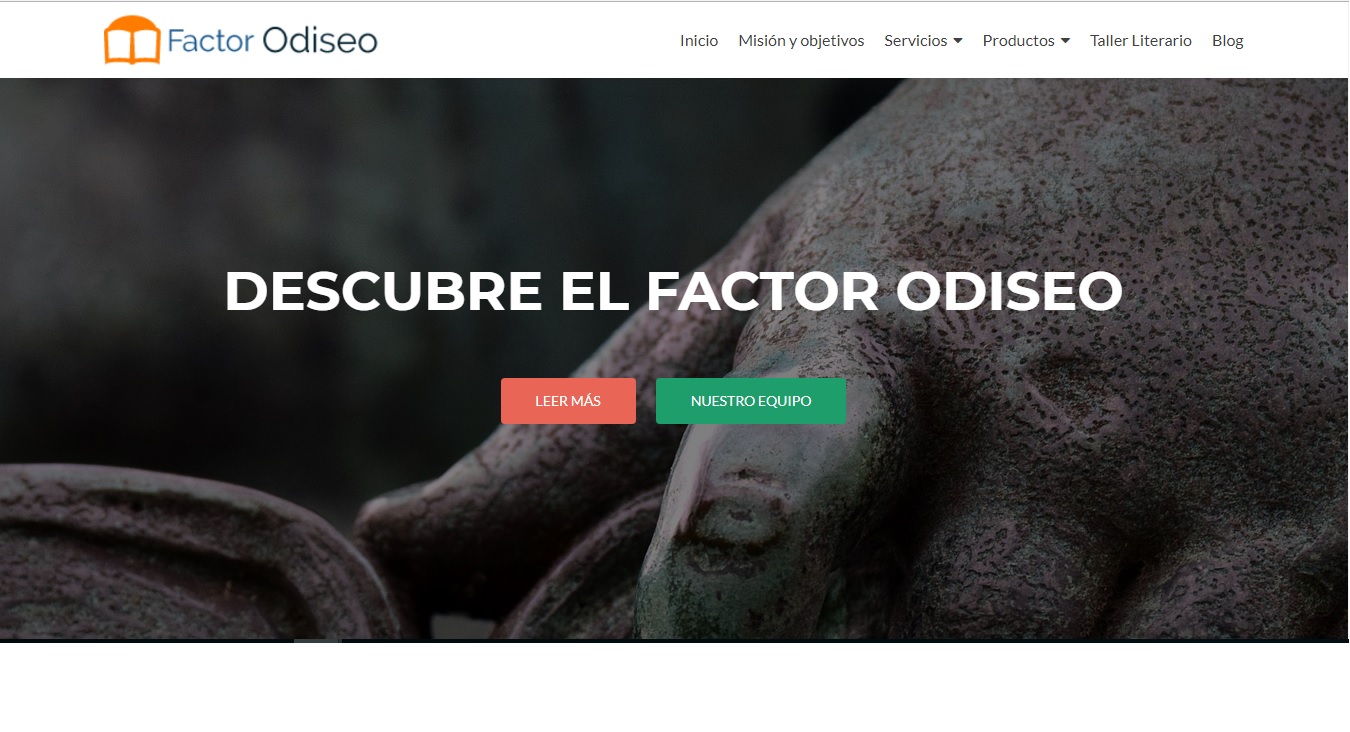 Factor Odiseo
Inicio Misión y objetivos Servicios Productos Taller Literario Blog
DESCUBRE EL FACTOR ODISEO
LEER MÁS NUESTRO EQUIPO